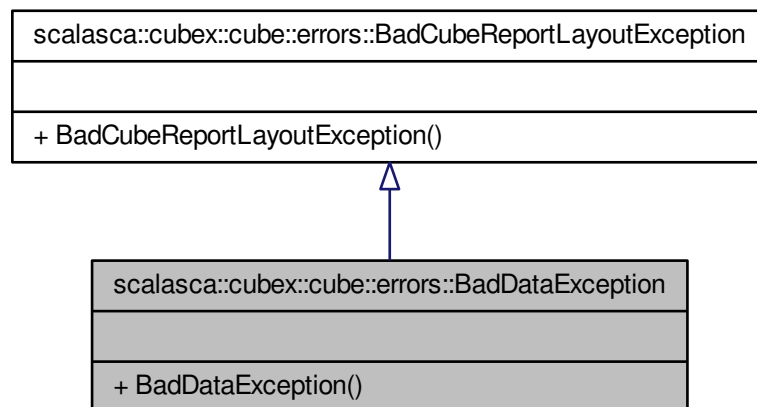 scalasca::cubex::cube::errors::BadCubeReportLayoutException
+ BadCubeReportLayoutException()
scalasca::cubex::cube::errors::BadDataException
+ BadDataException()